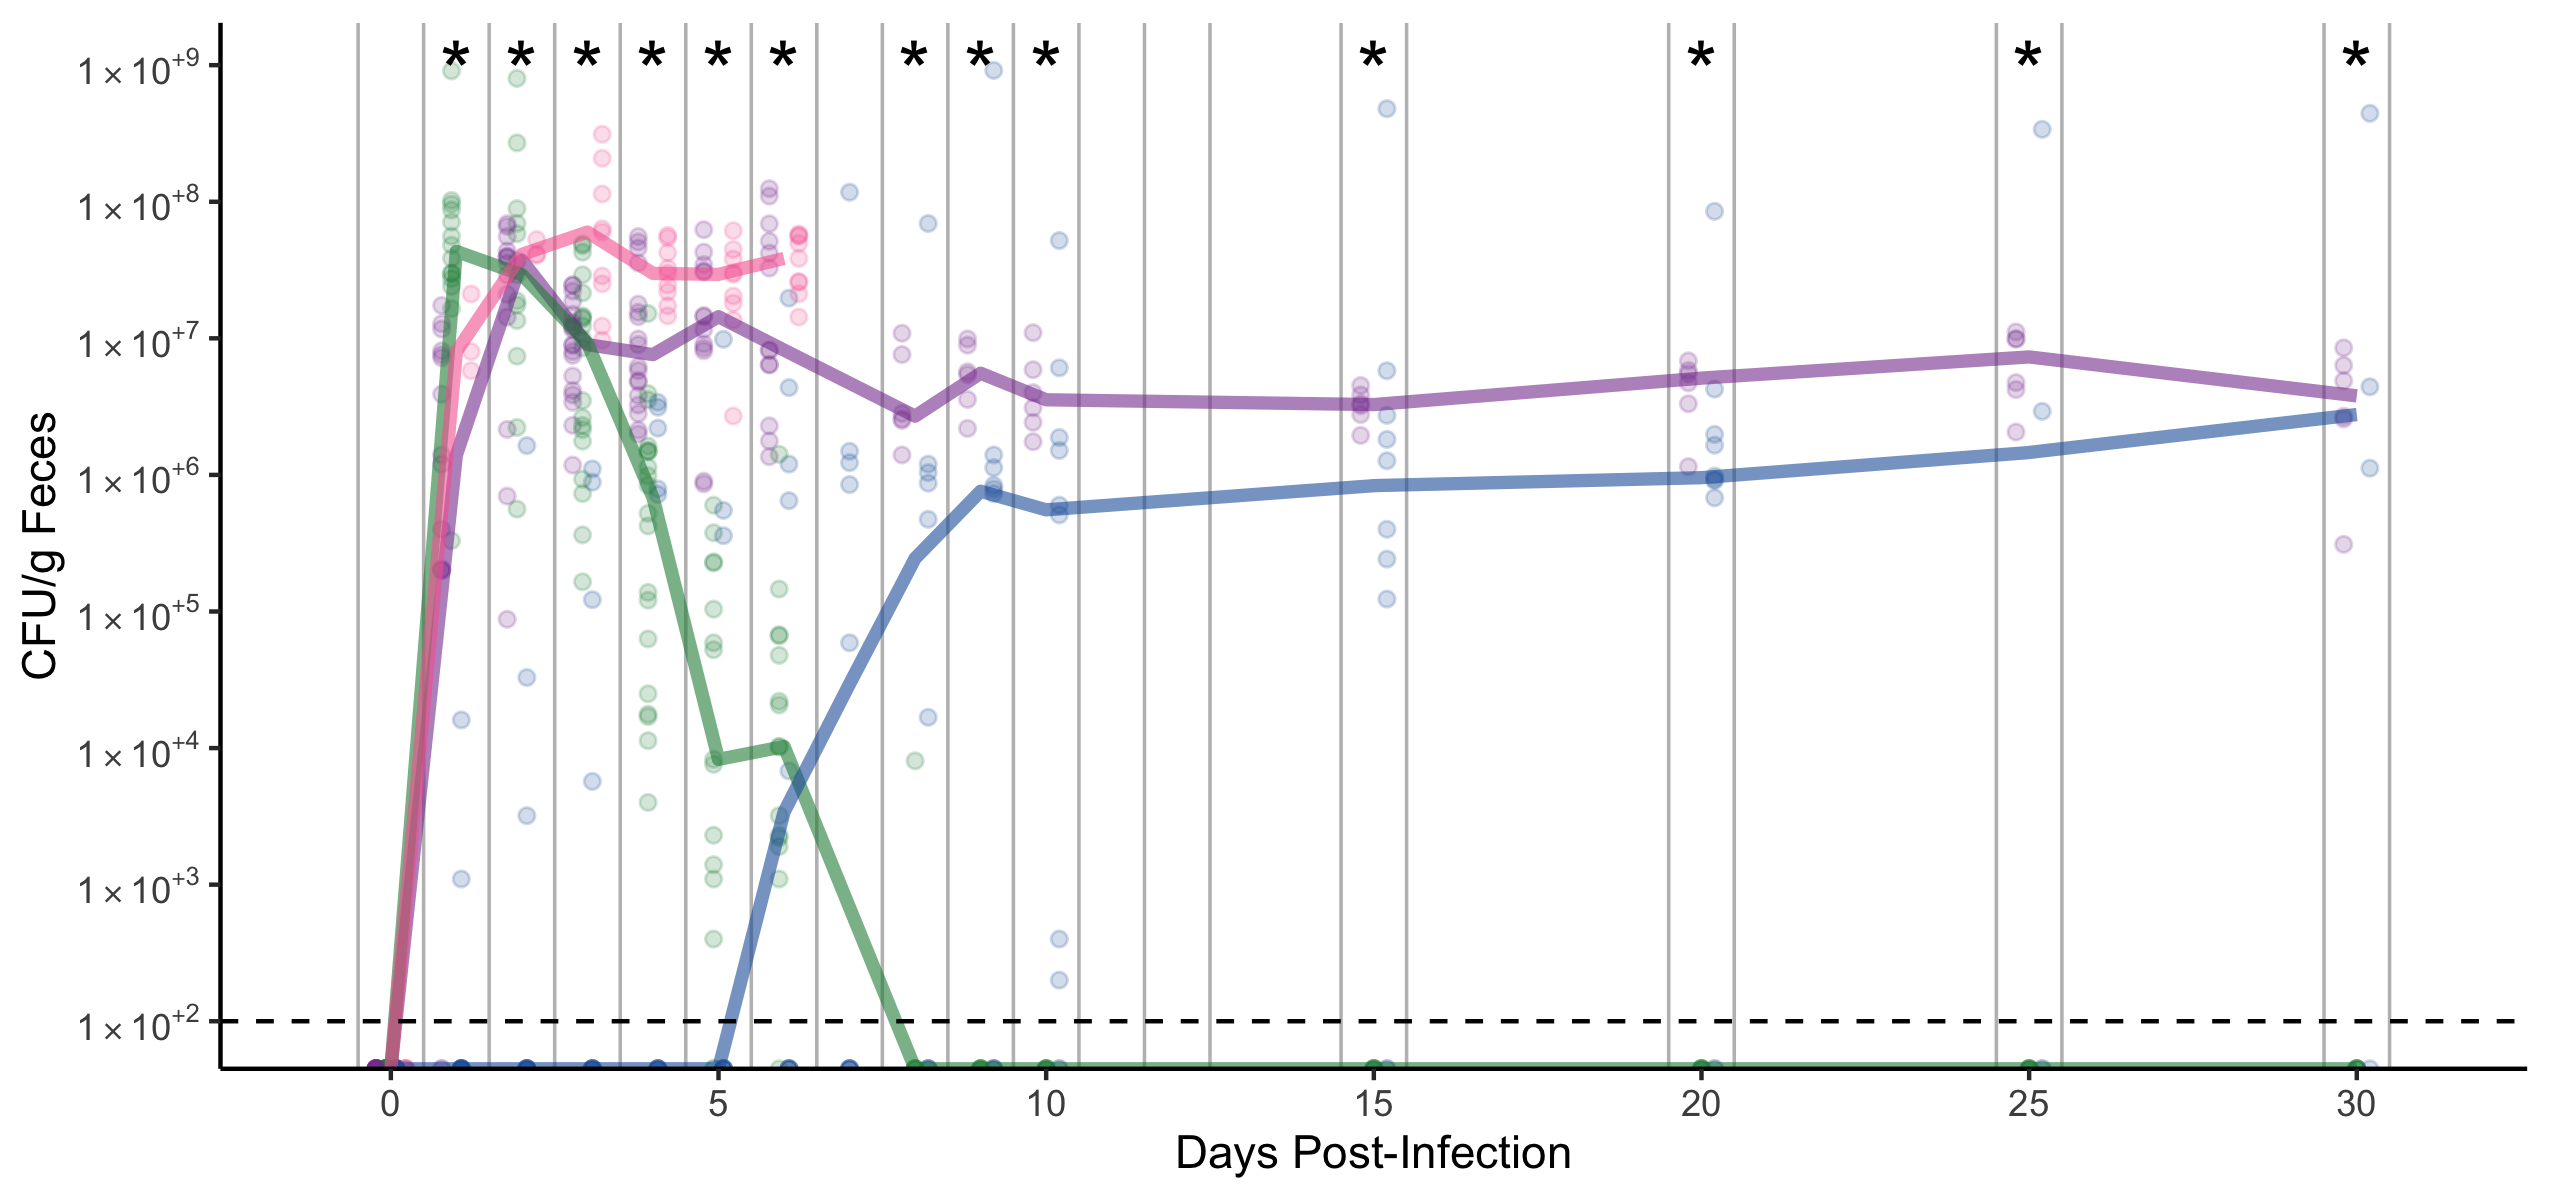 * * * * * * * * * * * * *
1 × 10+9
1 × 10+8
1 × 10+7
1 × 10+6
1 × 10+5
1 × 10+4
1 × 10+3
1 × 10+2
CFU/g Feces
0 5 10 15 20 25 30
Days Post-Infection